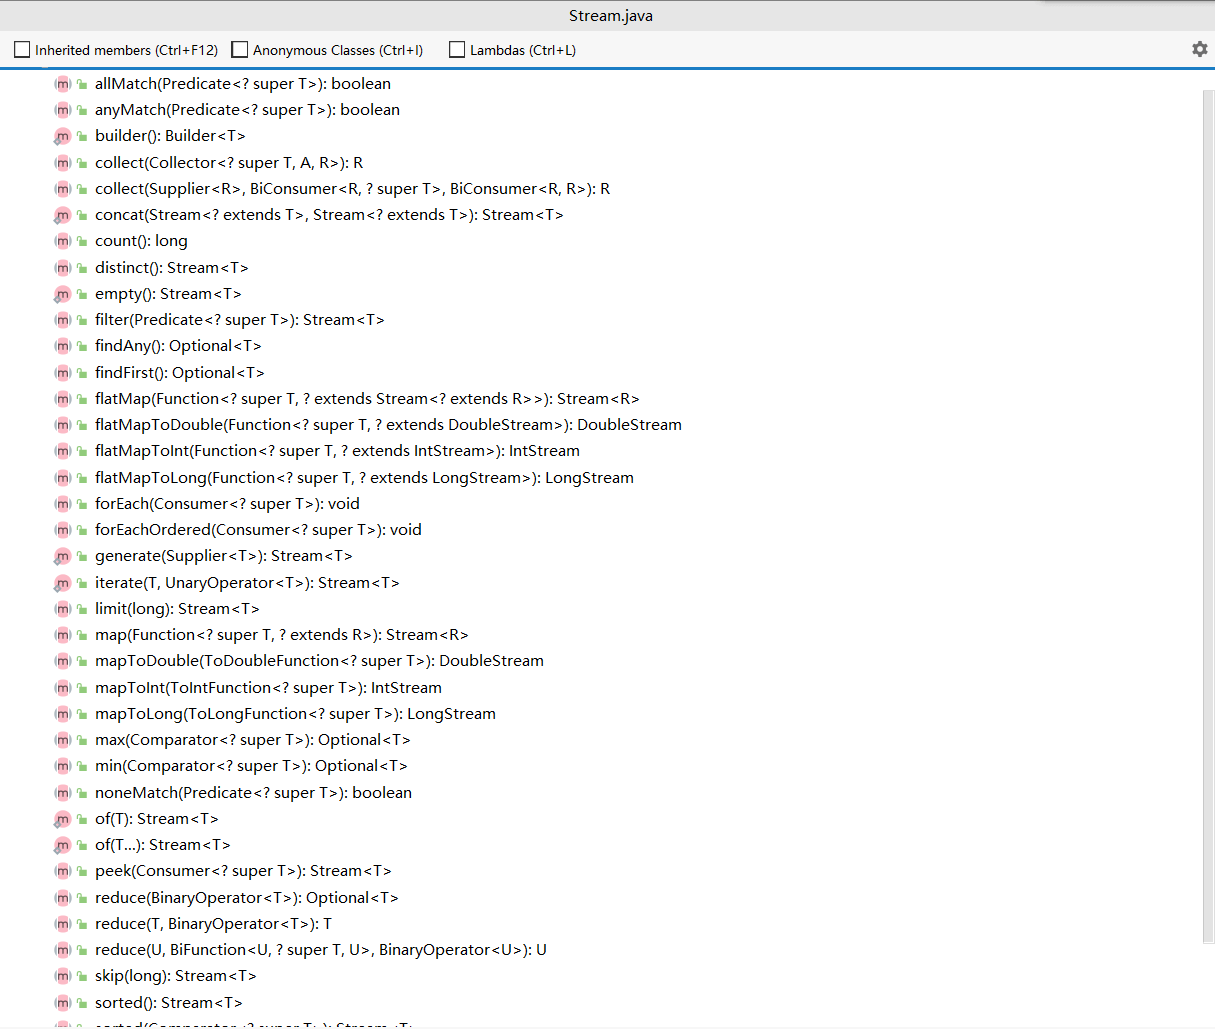 Stream.java
Inherited members (Ctrl+F12) Anonymous Classes (Ctrl+I) Lambdas (Ctrl+L)
allMatch(Predicate<? super T>): boolean
anyMatch(Predicate<? super T>): boolean
builder(): Builder<T>
collect(Collector<? super T, A, R>): R
collect(Supplier<R>, BiConsumer<R, ? super T>, BiConsumer<R, R>): R
concat(Stream<? extends T>, Stream<? extends T>): Stream<T>
count(): long
distinct(): Stream<T>
empty(): Stream<T>
filter(Predicate<? super T>): Stream<T>
findAny(): Optional<T>
findFirst(): Optional<T>
flatMap(Function<? super T, ? extends Stream<? extends R>>): Stream<R>
flatMapToDouble(Function<? super T, ? extends DoubleStream>): DoubleStream
flatMapToInt(Function<? super T, ? extends IntStream>): IntStream
flatMapToLong(Function<? super T, ? extends LongStream>): LongStream
forEach(Consumer<? super T>): void
forEachOrdered(Consumer<? super T>): void
generate(Supplier<T>): Stream<T>
iterate(T, UnaryOperator<T>): Stream<T>
limit(long): Stream<T>
map(Function<? super T, ? extends R>): Stream<R>
mapToDouble(ToDoubleFunction<? super T>): DoubleStream
mapToInt(ToIntFunction<? super T>): IntStream
mapToLong(ToLongFunction<? super T>): LongStream
max(Comparator<? super T>): Optional<T>
min(Comparator<? super T>): Optional<T>
noneMatch(Predicate<? super T>): boolean
of(T): Stream<T>
of(T...): Stream<T>
peek(Consumer<? super T>): Stream<T>
reduce(BinaryOperator<T>): Optional<T>
reduce(T, BinaryOperator<T>): T
reduce(U, BiFunction<U, ? super T, U>, BinaryOperator<U>): U
skip(long): Stream<T>
sorted(): Stream<T>
sorted(Comparator<? super T>): Stream<T>